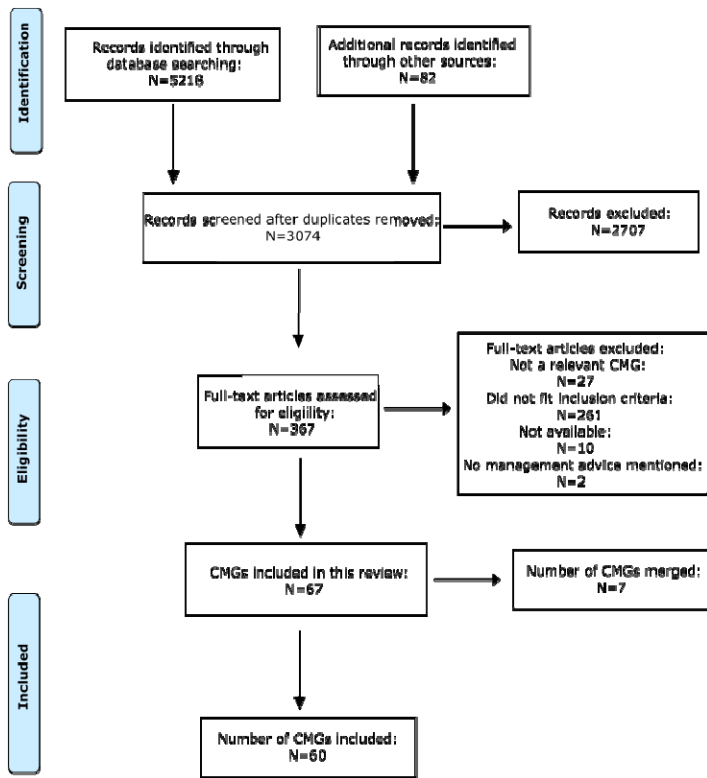 Identification
Records identified through
database searching:
N=5218
Additional records identified
through other sources:
N=82
Screening
Records screened after duplicates removed:
N=3074
Records excluded:
N=2707
Eligibility
Full-text articles assessed
for eligiility:
N=367
Full-text articles excluded:
Not a relevant CMG:
N=27
Did not fit inclusion criteria:
N=261
Not available:
N=10
No management advice mentioned:
N=2
Included
CMGs included in this review:
N=67
Number of CMGs merged:
N=7
Number of CMGs included:
N=60